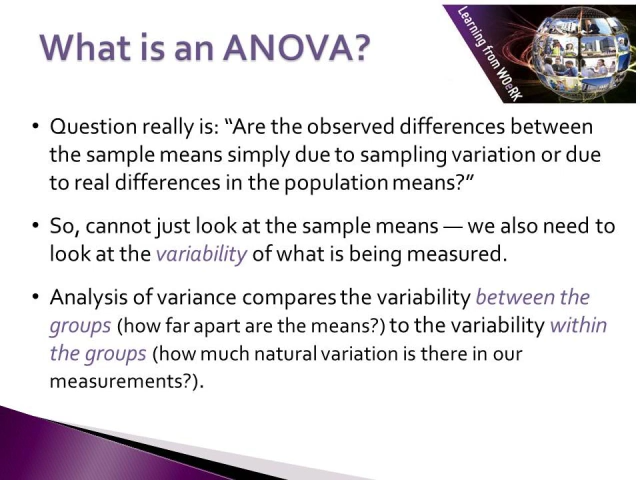 What is an ANOVA?
Learning from WOeRK
• Question really is: “Are the observed differences between
the sample means simply due to sampling variation or due
to real differences in the population means?”
• So, cannot just look at the sample means — we also need to
look at the variability of what is being measured.
• Analysis of variance compares the variability between the
groups (how far apart are the means?) to the variability within
the groups (how much natural variation is there in our
measurements?).